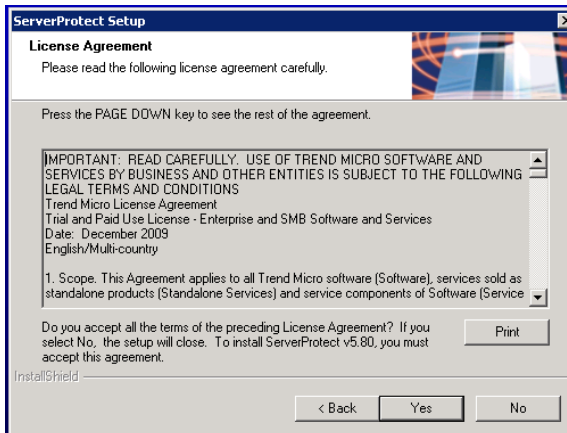 ServerProtect Setup
License Agreement
Please read the following license agreement carefully.
Press the PAGE DOWN key to see the rest of the agreement.
IMPORTANT: READ CAREFULLY. USE OF TREND MICRO SOFTWARE AND
SERVICES BY BUSINESS AND OTHER ENTITIES IS SUBJECT TO THE FOLLOWING
LEGAL TERMS AND CONDITIONS
Trend Micro License Agreement
Trial and Paid Use License - Enterprise and SMB Software and Services
Date: December 2009
English/Multi-country
1. Scope. This Agreement applies to all Trend Micro software (Software), services sold as
standalone products (Standalone Services) and service components of Software (Service
Do you accept all the terms of the preceding License Agreement? If you
select No, the setup will close. To install ServerProtect v5.80, you must
accept this agreement.
Print
InstallShield
< Back
Yes
No